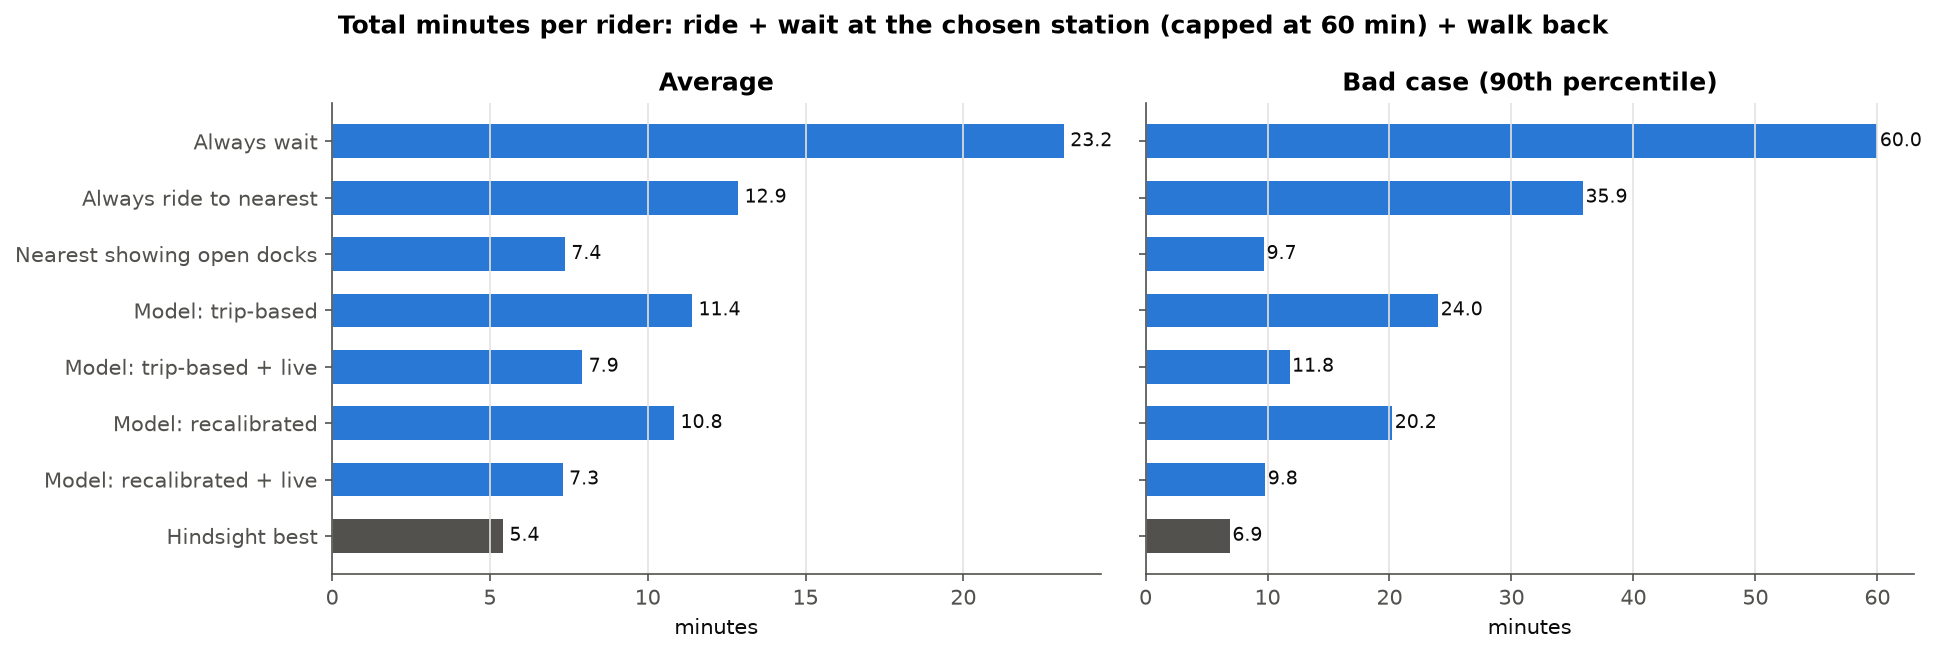 Total minutes per rider: ride + wait at the chosen station (capped at 60 min) + walk back
Average
Always wait
23.2
Always ride to nearest
12.9
Nearest showing open docks
7.4
Model: trip-based
11.4
Model: trip-based + live
7.9
Model: recalibrated
10.8
Model: recalibrated + live
7.3
Hindsight best
5.4
0 5 10 15 20
minutes
Bad case (90th percentile)
60.0
35.9
9.7
24.0
11.8
20.2
9.8
6.9
0 10 20 30 40 50 60
minutes